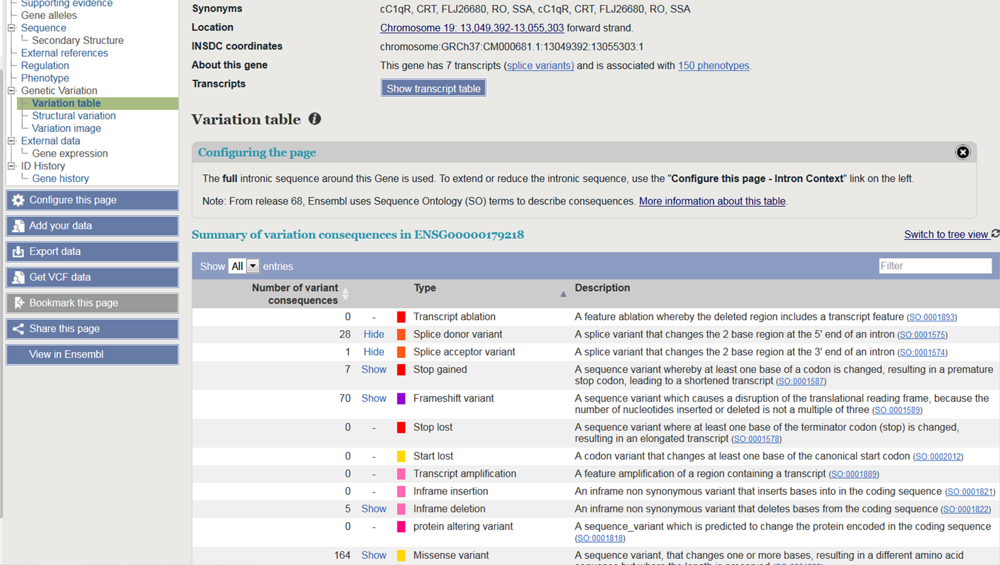 Supporting evidence
Gene alleles
Sequence
Secondary Structure
External references
Regulation
Phenotype
Genetic Variation
Variation table
Structural variation
Variation image
External data
Gene expression
ID History
Gene history
Configure this page
Add your data
Export data
Get VCF data
Bookmark this page
Share this page
View in Ensembl
Synonyms cC1qR, CRT, FLJ26680, RO, SSA, cC1qR, CRT, FLJ26680, RO, SSA
Location Chromosome 19: 13,049,392-13,055,303 forward strand.
INSDC coordinates chromosome:GRCh37:CM000681.1:13049392:13055303:1
About this gene This gene has 7 transcripts (splice variants) and is associated with 150 phenotypes.
Transcripts Show transcript table
Variation table i
Configuring the page
The full intronic sequence around this Gene is used. To extend or reduce the intronic sequence, use the "Configure this page - Intron Context" link on the left.
Note: From release 68, Ensembl uses Sequence Ontology (SO) terms to describe consequences. More information about this table.
Summary of variation consequences in ENSG00000179218 Switch to tree view
Show All entries Filter
Number of variant consequences Type Description
0 - Transcript ablation A feature ablation whereby the deleted region includes a transcript feature (SO:0001893)
28 Hide Splice donor variant A splice variant that changes the 2 base region at the 5' end of an intron (SO:0001575)
1 Hide Splice acceptor variant A splice variant that changes the 2 base region at the 3' end of an intron (SO:0001574)
7 Show Stop gained A sequence variant whereby at least one base of a codon is changed, resulting in a premature
stop codon, leading to a shortened transcript (SO:0001587)
70 Show Frameshift variant A sequence variant which causes a disruption of the translational reading frame, because the
number of nucleotides inserted or deleted is not a multiple of three (SO:0001589)
0 - Stop lost A sequence variant where at least one base of the terminator codon (stop) is changed,
resulting in an elongated transcript (SO:0001578)
0 - Start lost A codon variant that changes at least one base of the canonical start codon (SO:0002012)
0 - Transcript amplification A feature amplification of a region containing a transcript (SO:0001889)
0 - Inframe insertion An inframe non synonymous variant that inserts bases into in the coding sequence (SO:0001821)
5 Show Inframe deletion An inframe non synonymous variant that deletes bases from the coding sequence (SO:0001822)
0 - protein altering variant A sequence_variant which is predicted to change the protein encoded in the coding sequence
(SO:0001818)
164 Show Missense variant A sequence variant, that changes one or more bases, resulting in a different amino acid